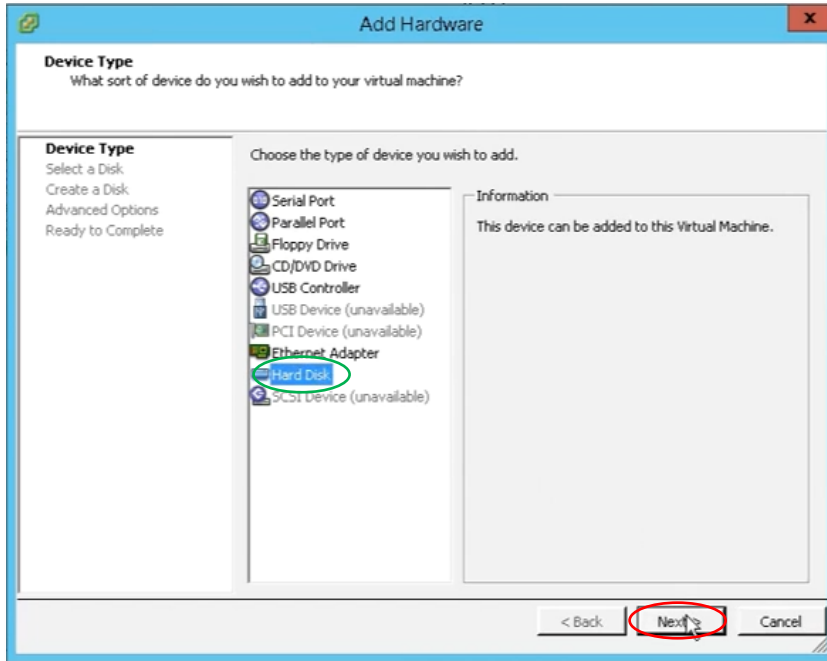 Add Hardware
x
Device Type
What sort of device do you wish to add to your virtual machine?
Device Type
Select a Disk
Create a Disk
Advanced Options
Ready to Complete
Choose the type of device you wish to add.
Serial Port
Parallel Port
Floppy Drive
CD/DVD Drive
USB Controller
USB Device (unavailable)
PCI Device (unavailable)
Ethernet Adapter
Hard Disk
SCSI Device (unavailable)
Information
This device can be added to this Virtual Machine.
< Back
Next >
Cancel